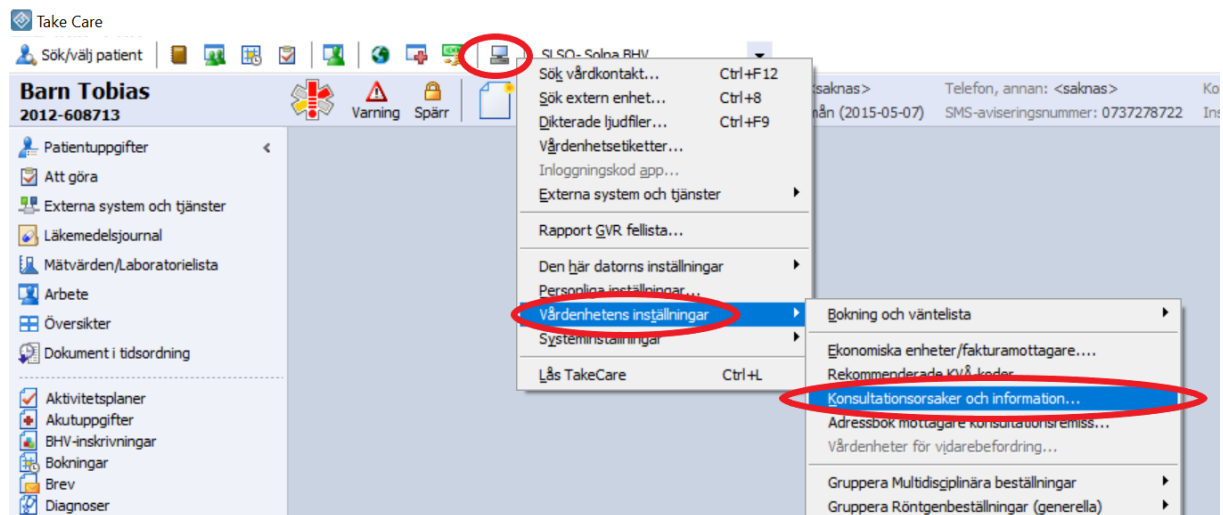 Take Care
Sök/välj patient
SLSO- Solna BHV
Barn Tobias
2012-608713
Varning
Spärr
saknas>
Telefon, annan: <saknas>
Ko
mån (2015-05-07)
SMS-aviseringsnummer: 0737278722
Ins
Patientuppgifter
Att göra
Externa system och tjänster
Läkemedelsjournal
Mätvärden/Laboratorielista
Arbete
Översikter
Dokument i tidsordning
Aktivitetsplaner
Akutuppgifter
BHV-inskrivningar
Bokningar
Brev
Diagnoser
Sök vårdkontakt... Ctrl+F12
Sök extern enhet... Ctrl+8
Dikterade ljudfiler... Ctrl+F9
Vårdenhetsetiketter...
Inloggningskod app...
Externa system och tjänster
Rapport GVR fellista...
Den här datorns inställningar
Personliga inställningar...
Vårdenhetens inställningar
Systeminställningar
Lås TakeCare Ctrl+L
Bokning och väntelista
Ekonomiska enheter/fakturamottagare....
Rekommenderade KVÅ-koder
Konsultationsorsaker och information...
Adressbok mottagare konsultationsremiss...
Vårdenheter för vidarebefordring...
Gruppera Multidisciplinära beställningar
Gruppera Röntgenbeställningar (generella)